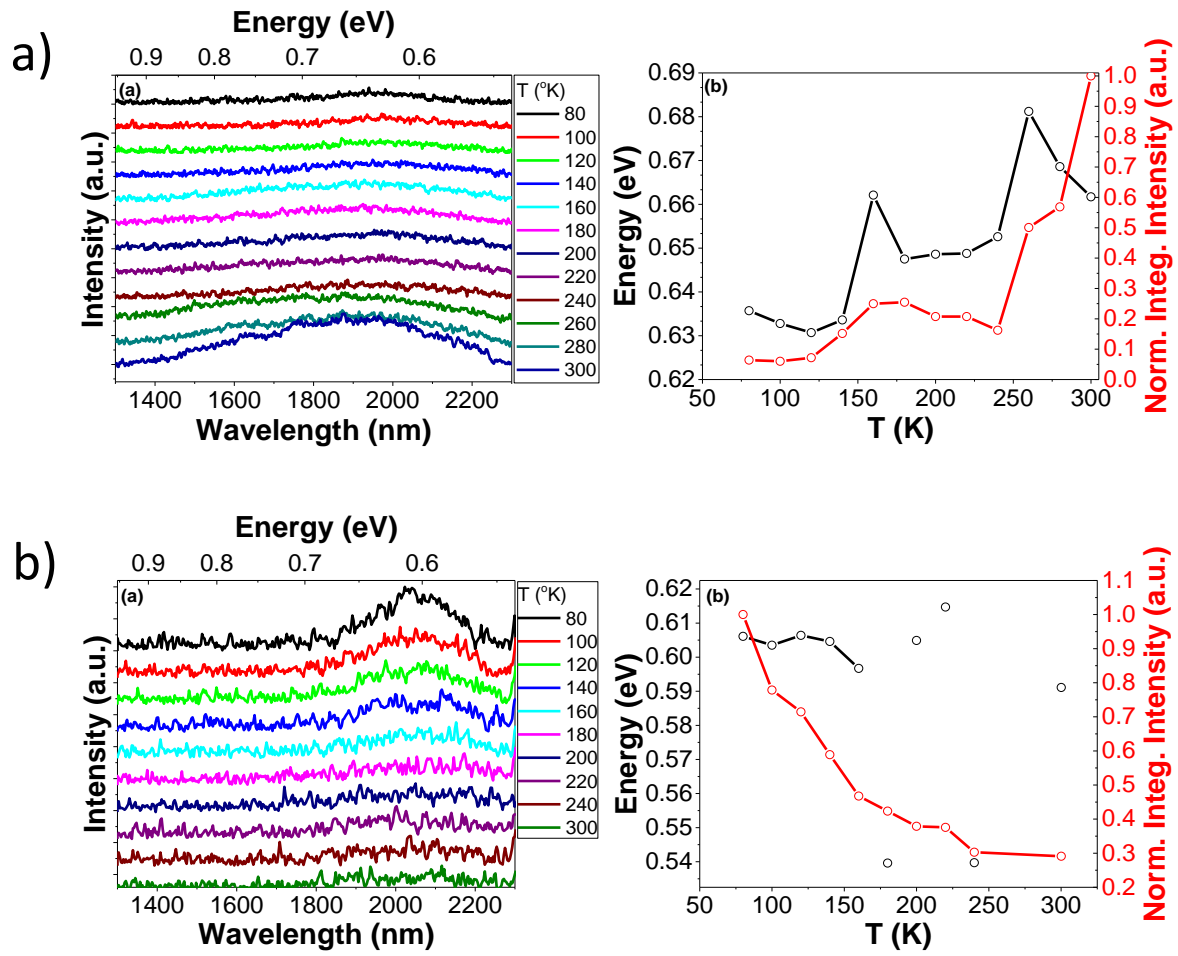 a)
Energy (eV)
0.9 0.8 0.7 0.6
(a)
Intensity (a.u.)
T (°K)
80
100
120
140
160
180
200
220
240
260
280
300
1400 1600 1800 2000 2200
Wavelength (nm)
(b)
0.69
0.68
0.67
0.66
0.65
0.64
0.63
0.62
Energy (eV)
1.0
0.9
0.8
0.7
0.6
0.5
0.4
0.3
0.2
0.1
0.0
Norm. Integ. Intensity (a.u.)
50 100 150 200 250 300
T (K)
b)
Energy (eV)
0.9 0.8 0.7 0.6
(a)
Intensity (a.u.)
T (°K)
80
100
120
140
160
180
200
220
240
300
1400 1600 1800 2000 2200
Wavelength (nm)
(b)
0.62
0.61
0.60
0.59
0.58
0.57
0.56
0.55
0.54
Energy (eV)
1.1
1.0
0.9
0.8
0.7
0.6
0.5
0.4
0.3
0.2
Norm. Integ. Intensity (a.u.)
50 100 150 200 250 300
T (K)